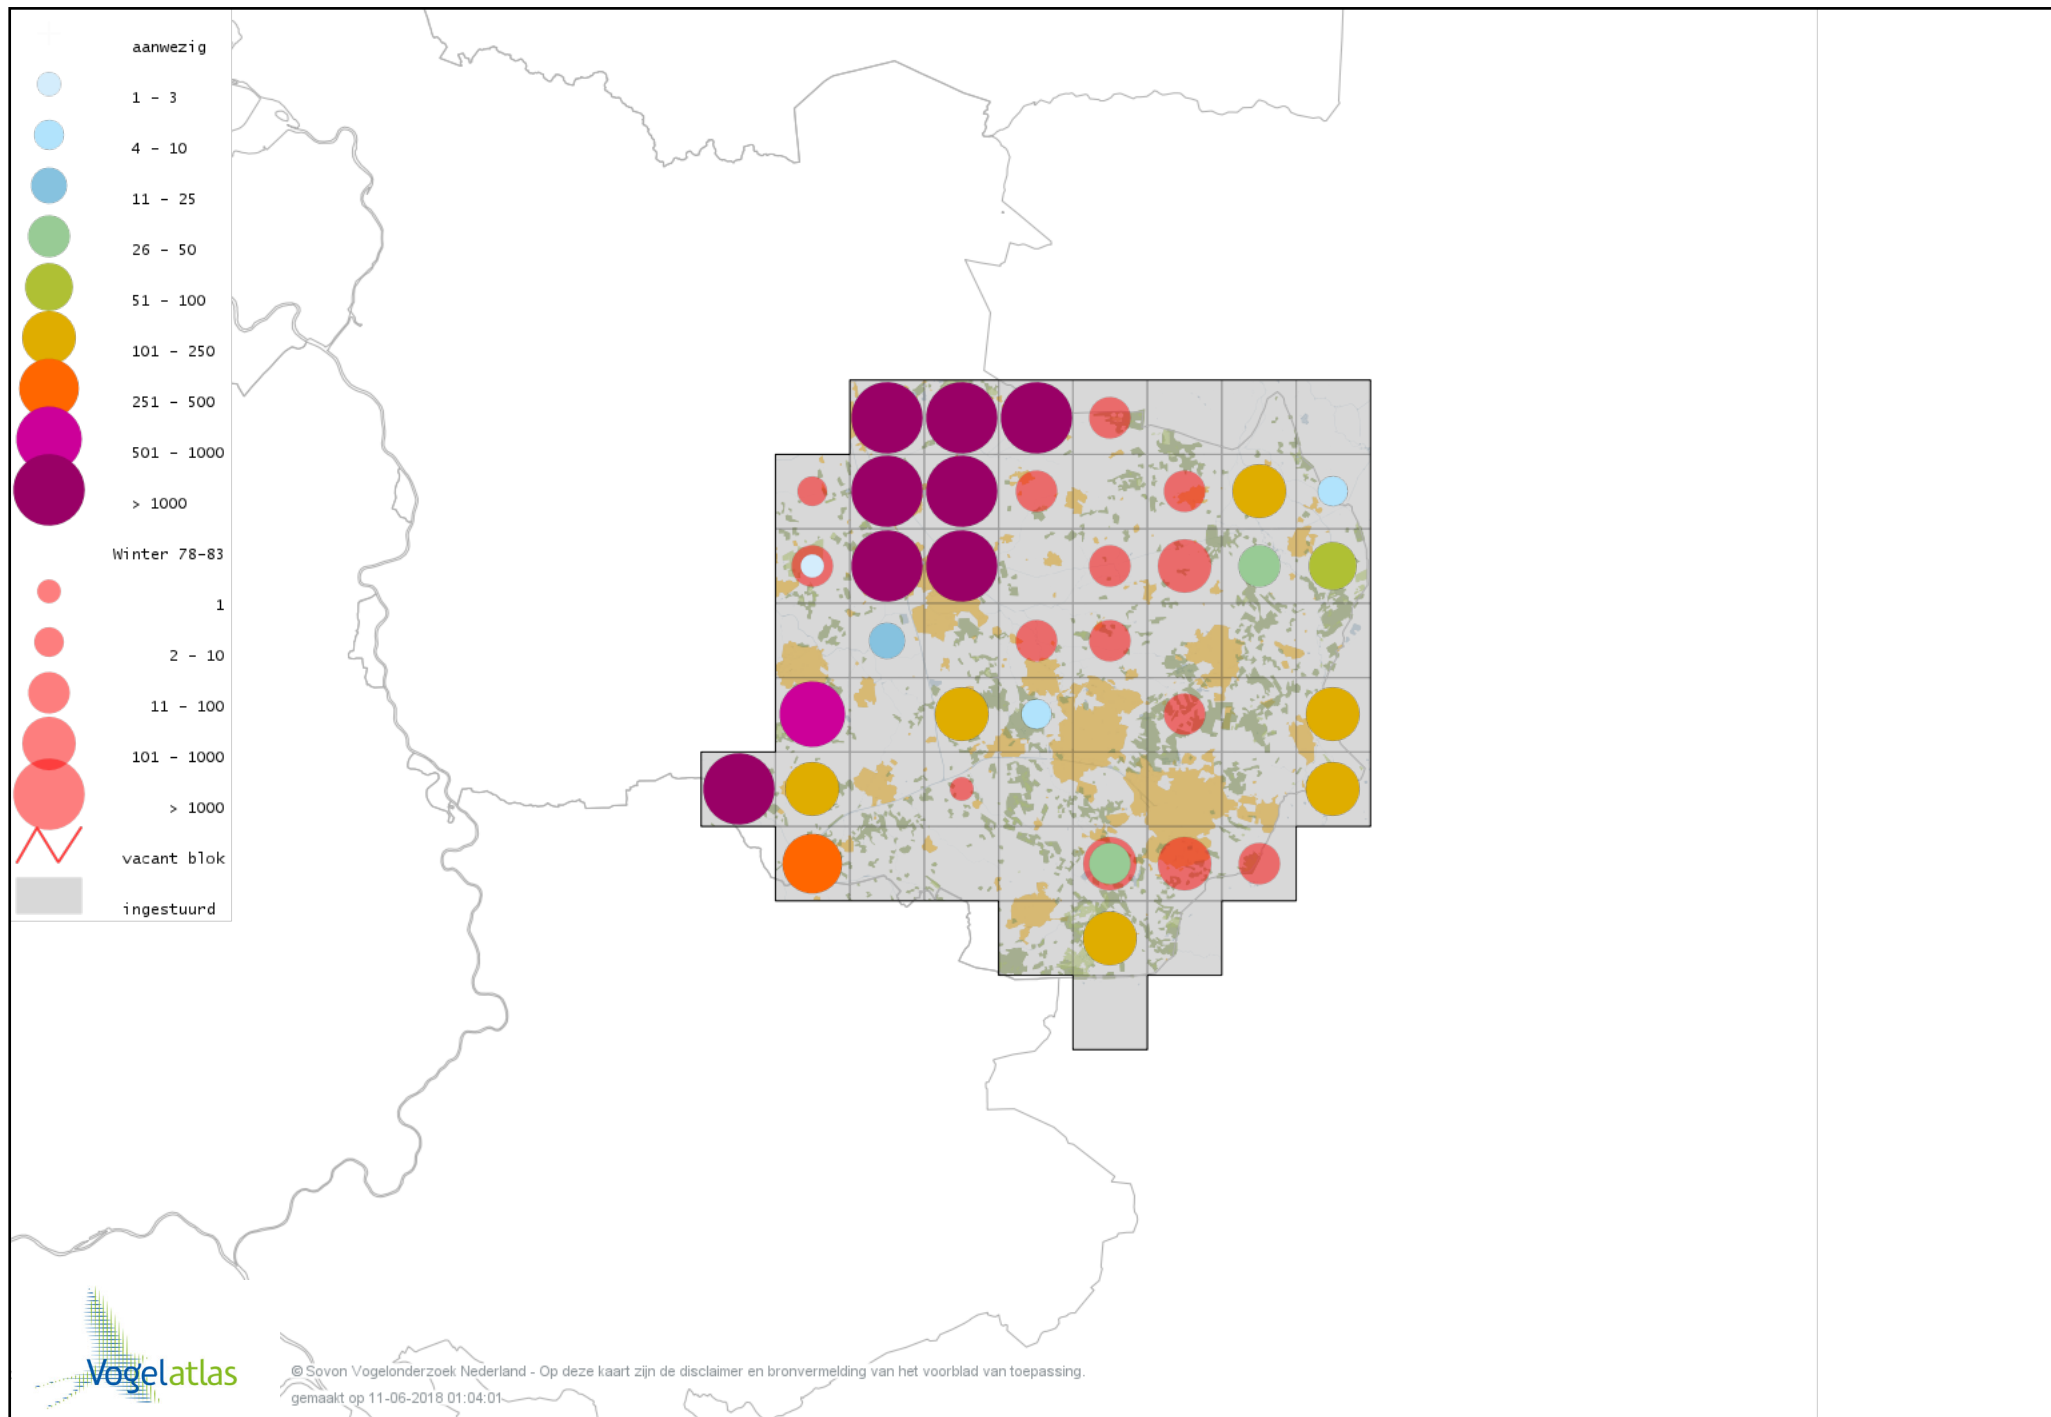 aanwezig
1 - 3
4 - 10
11 - 25
26 - 50
51 - 100
101 - 250
251 - 500
501 - 1000
> 1000
Winter 78-83
1
2 - 10
11 - 100
101 - 1000
> 1000
vacant blok
ingestuurd
Vogelatlas
© Sovon Vogelonderzoek Nederland - Op deze kaart zijn de disclaimer en bronvermelding van het voorblad van toepassing.
gemaakt op 11-06-2018 01:04:01